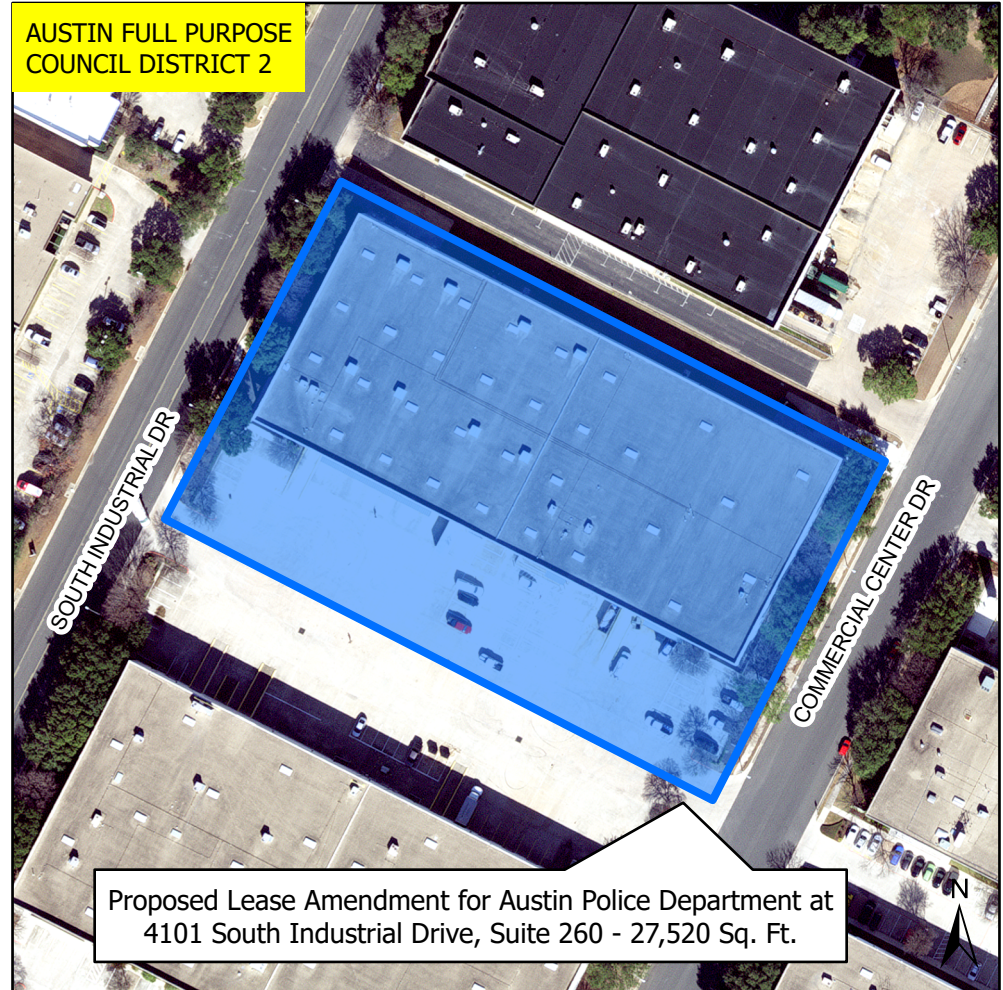 AUSTIN FULL PURPOSE
COUNCIL DISTRICT 2
SOUTH INDUSTRIAL DR
COMMERCIAL CENTER DR
Proposed Lease Amendment for Austin Police Department at
4101 South Industrial Drive, Suite 260 - 27,520 Sq. Ft.
N